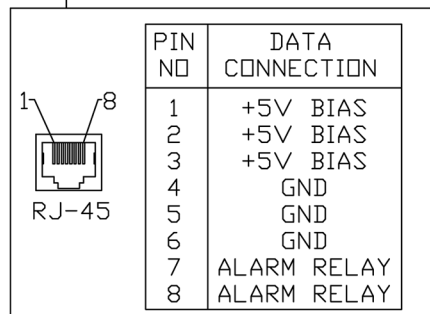 PIN NO DATA CONNECTION
1 8
1 +5V BIAS
2 +5V BIAS
3 +5V BIAS
4 GND
5 GND
6 GND
7 ALARM RELAY
8 ALARM RELAY
RJ-45